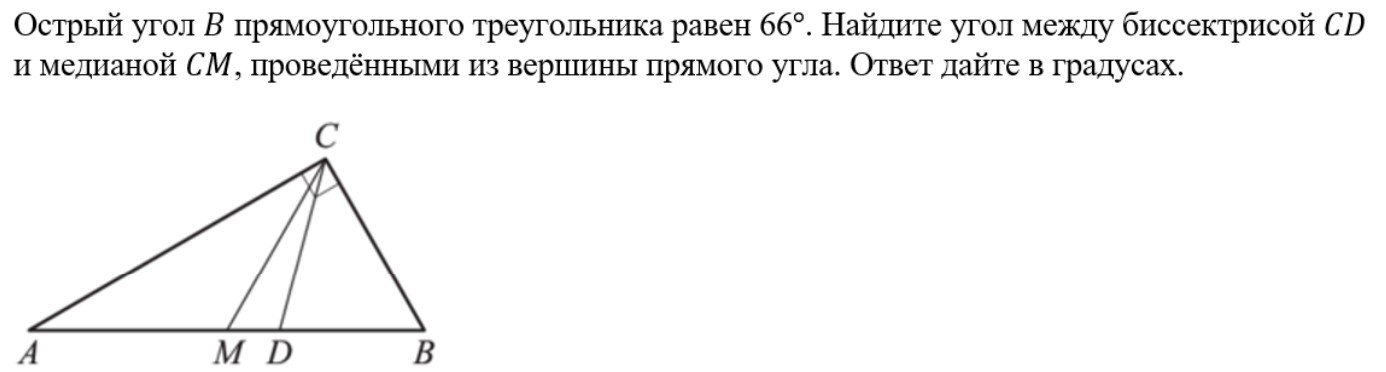 Острый угол B прямоугольного треугольника равен 66°. Найдите угол между биссектрисой CD
и медианой CM, проведёнными из вершины прямого угла. Ответ дайте в градусах.
C
A M D B